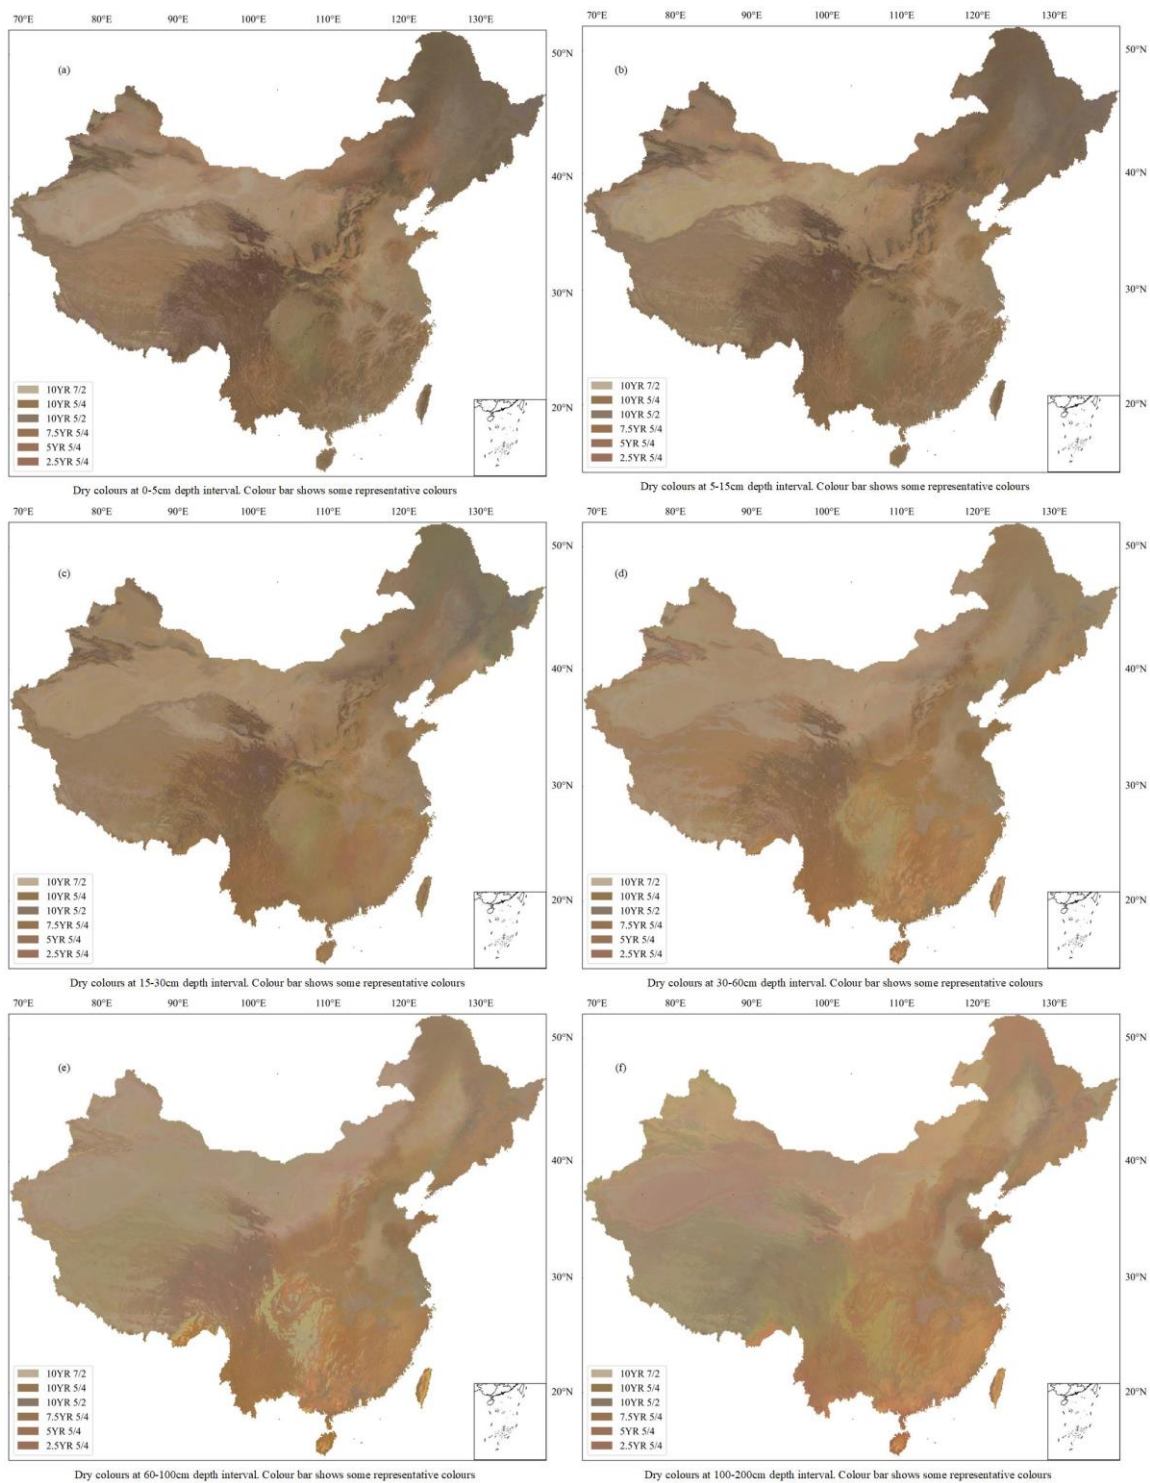 70°E 80°E 90°E 100°E 110°E 120°E 130°E
70°E 80°E 90°E 100°E 110°E 120°E 130°E
(a)
50°N
40°N
30°N
20°N
10YR 7/2
10YR 5/4
10YR 5/2
7.5YR 5/4
5YR 5/4
2.5YR 5/4
Dry colours at 0-5cm depth interval. Colour bar shows some representative colours
(b)
50°N
40°N
30°N
20°N
10YR 7/2
10YR 5/4
10YR 5/2
7.5YR 5/4
5YR 5/4
2.5YR 5/4
Dry colours at 5-15cm depth interval. Colour bar shows some representative colours
70°E 80°E 90°E 100°E 110°E 120°E 130°E
(c)
50°N
40°N
30°N
20°N
10YR 7/2
10YR 5/4
10YR 5/2
7.5YR 5/4
5YR 5/4
2.5YR 5/4
Dry colours at 15-30cm depth interval. Colour bar shows some representative colours
70°E 80°E 90°E 100°E 110°E 120°E 130°E
(d)
50°N
40°N
30°N
20°N
10YR 7/2
10YR 5/4
10YR 5/2
7.5YR 5/4
5YR 5/4
2.5YR 5/4
Dry colours at 30-60cm depth interval. Colour bar shows some representative colours
70°E 80°E 90°E 100°E 110°E 120°E 130°E
(e)
50°N
40°N
30°N
20°N
10YR 7/2
10YR 5/4
10YR 5/2
7.5YR 5/4
5YR 5/4
2.5YR 5/4
Dry colours at 60-100cm depth interval. Colour bar shows some representative colours
70°E 80°E 90°E 100°E 110°E 120°E 130°E
(f)
50°N
40°N
30°N
20°N
10YR 7/2
10YR 5/4
10YR 5/2
7.5YR 5/4
5YR 5/4
2.5YR 5/4
Dry colours at 100-200cm depth interval. Colour bar shows some representative colours